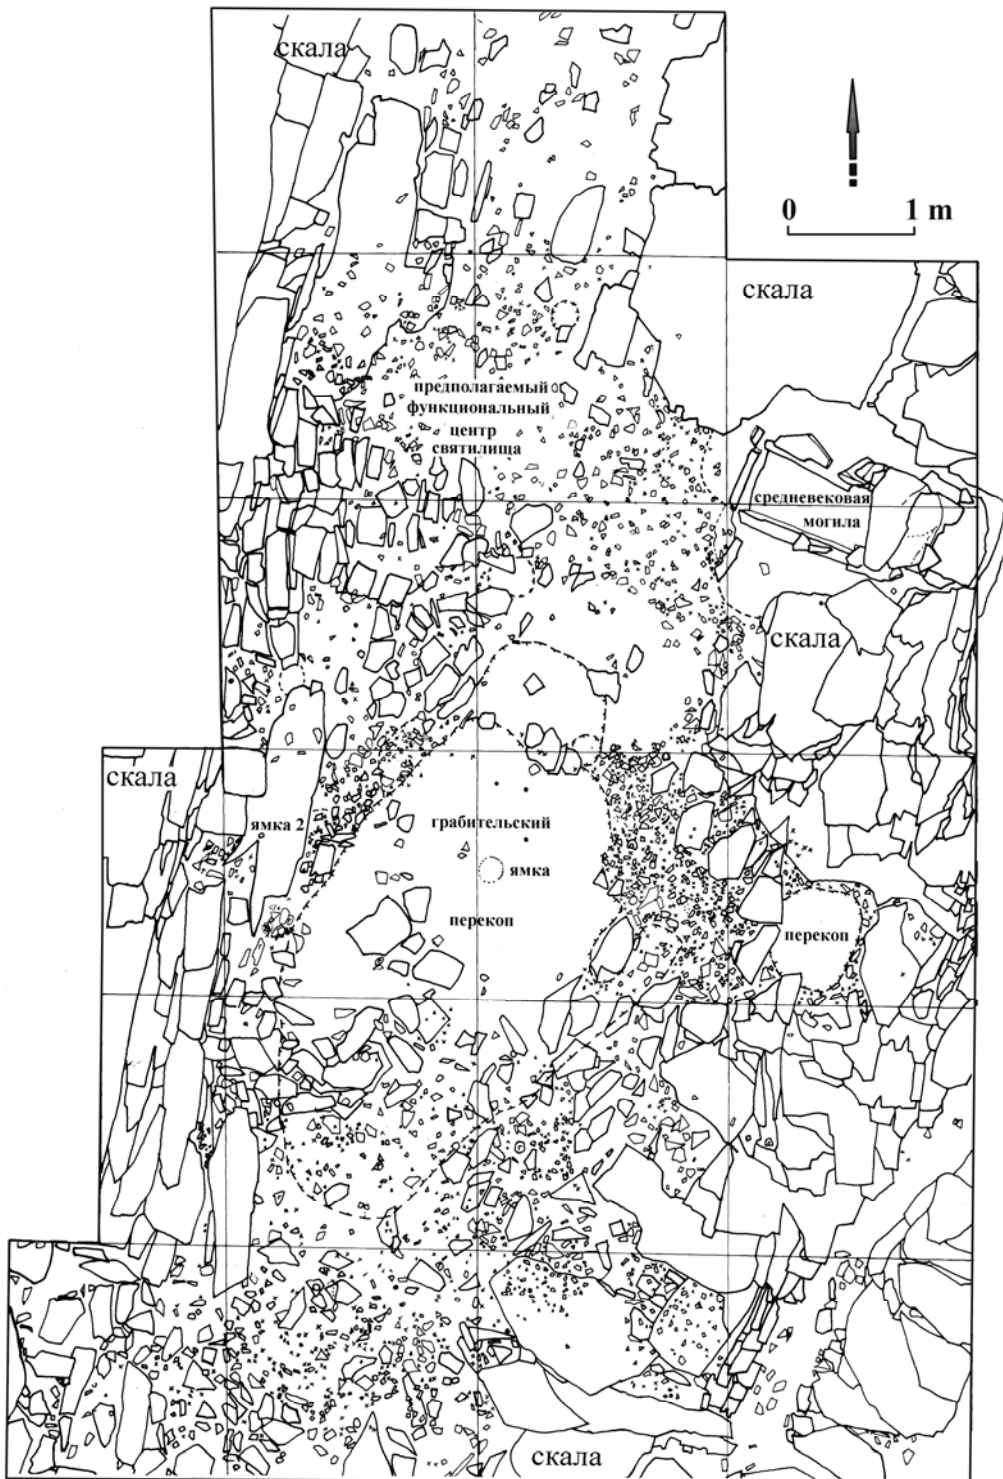 скала
0 1 m
скала
предполагаемый
функциональный
центр
святилища
средневековая
могила
скала
скала
ямка 2
грабительский
ямка
перекоп
перекоп
скала